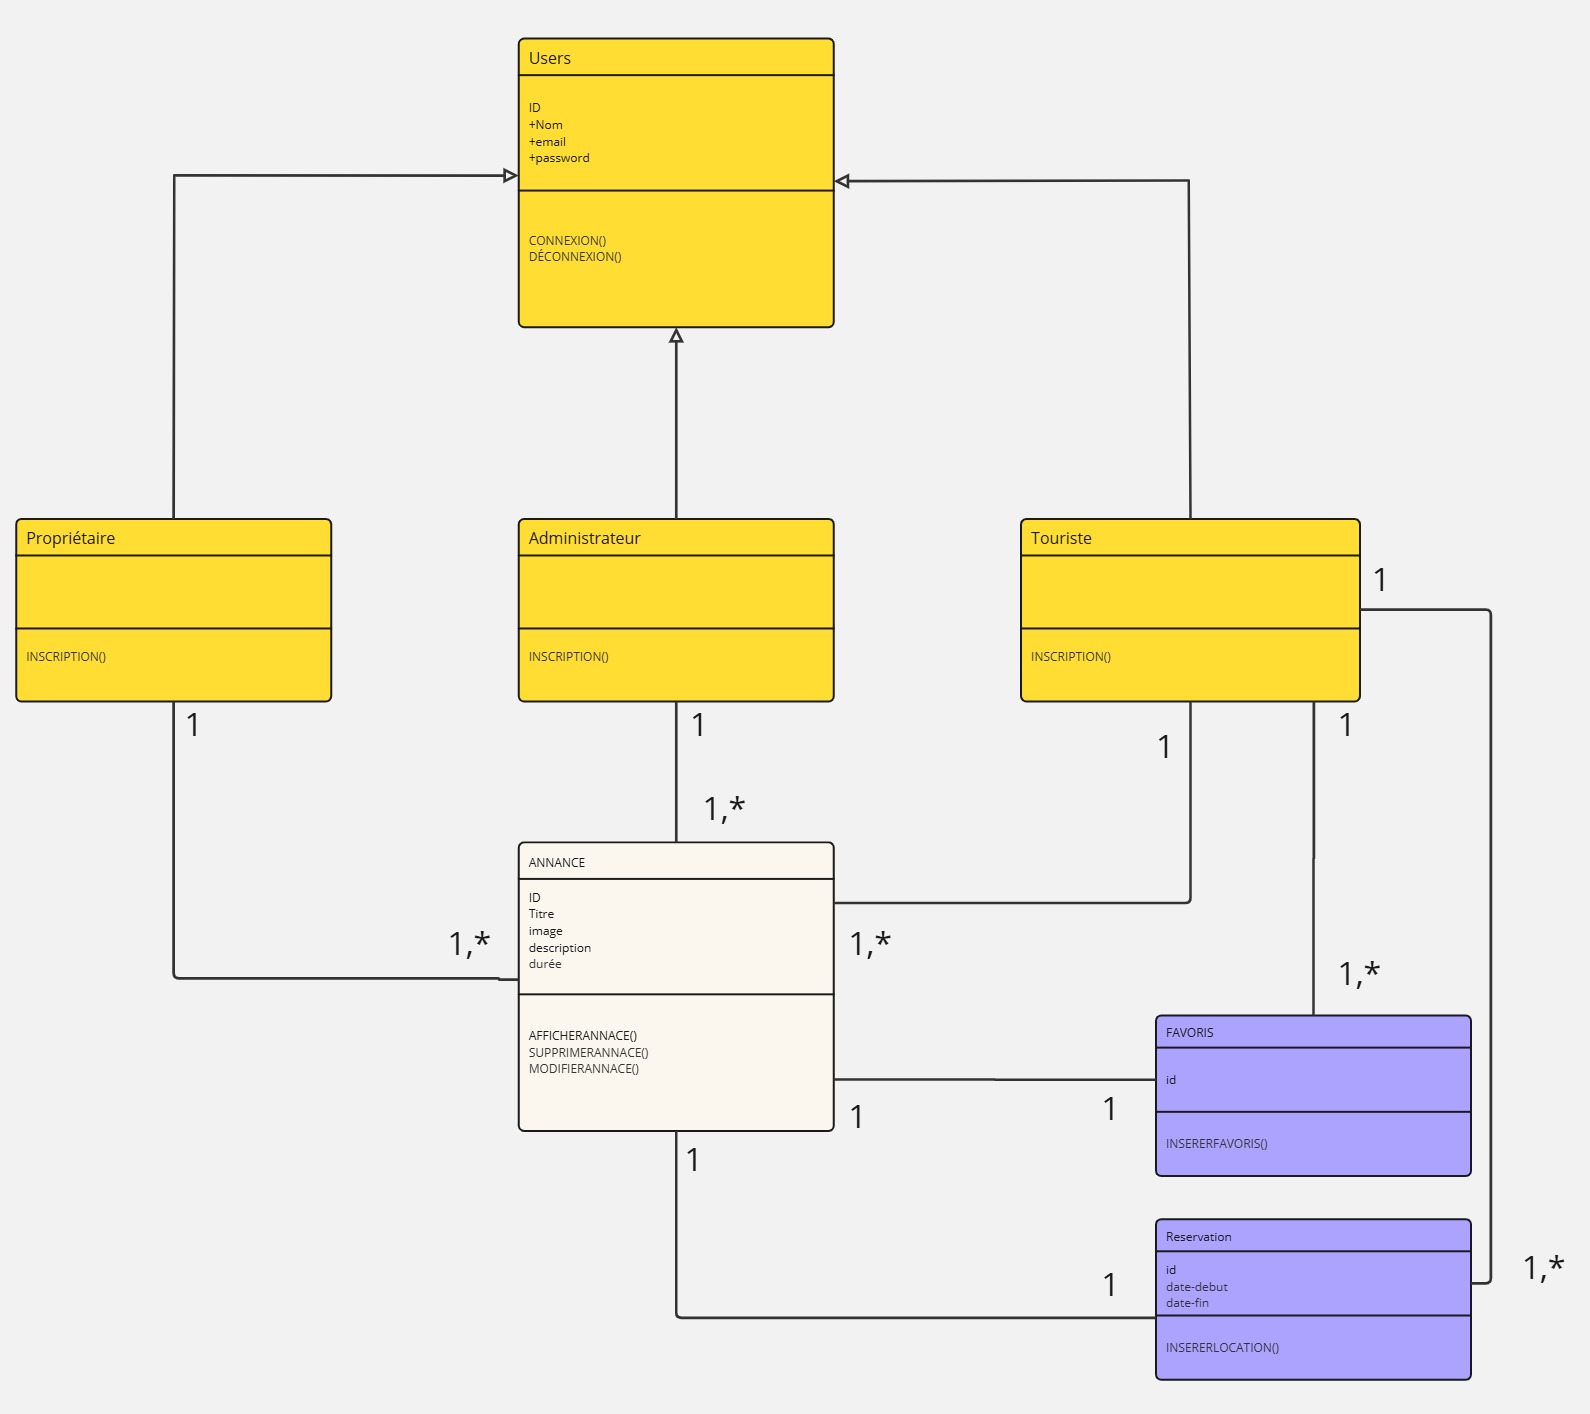 Users
ID
+Nom
+email
+password
CONNEXION()
DÉCONNEXION()
Propriétaire
INSCRIPTION()
Administrateur
INSCRIPTION()
Touriste
INSCRIPTION()
1
1
1
1
1
1,*
ANNANCE
ID
Titre
image
description
durée
AFFICHERANNACE()
SUPPRIMERANNACE()
MODIFIERANNACE()
1,*
1,*
1,*
FAVORIS
id
INSERERFAVORIS()
1
1
1
1
Reservation
id
date-debut
date-fin
INSERERLOCATION()
1,*